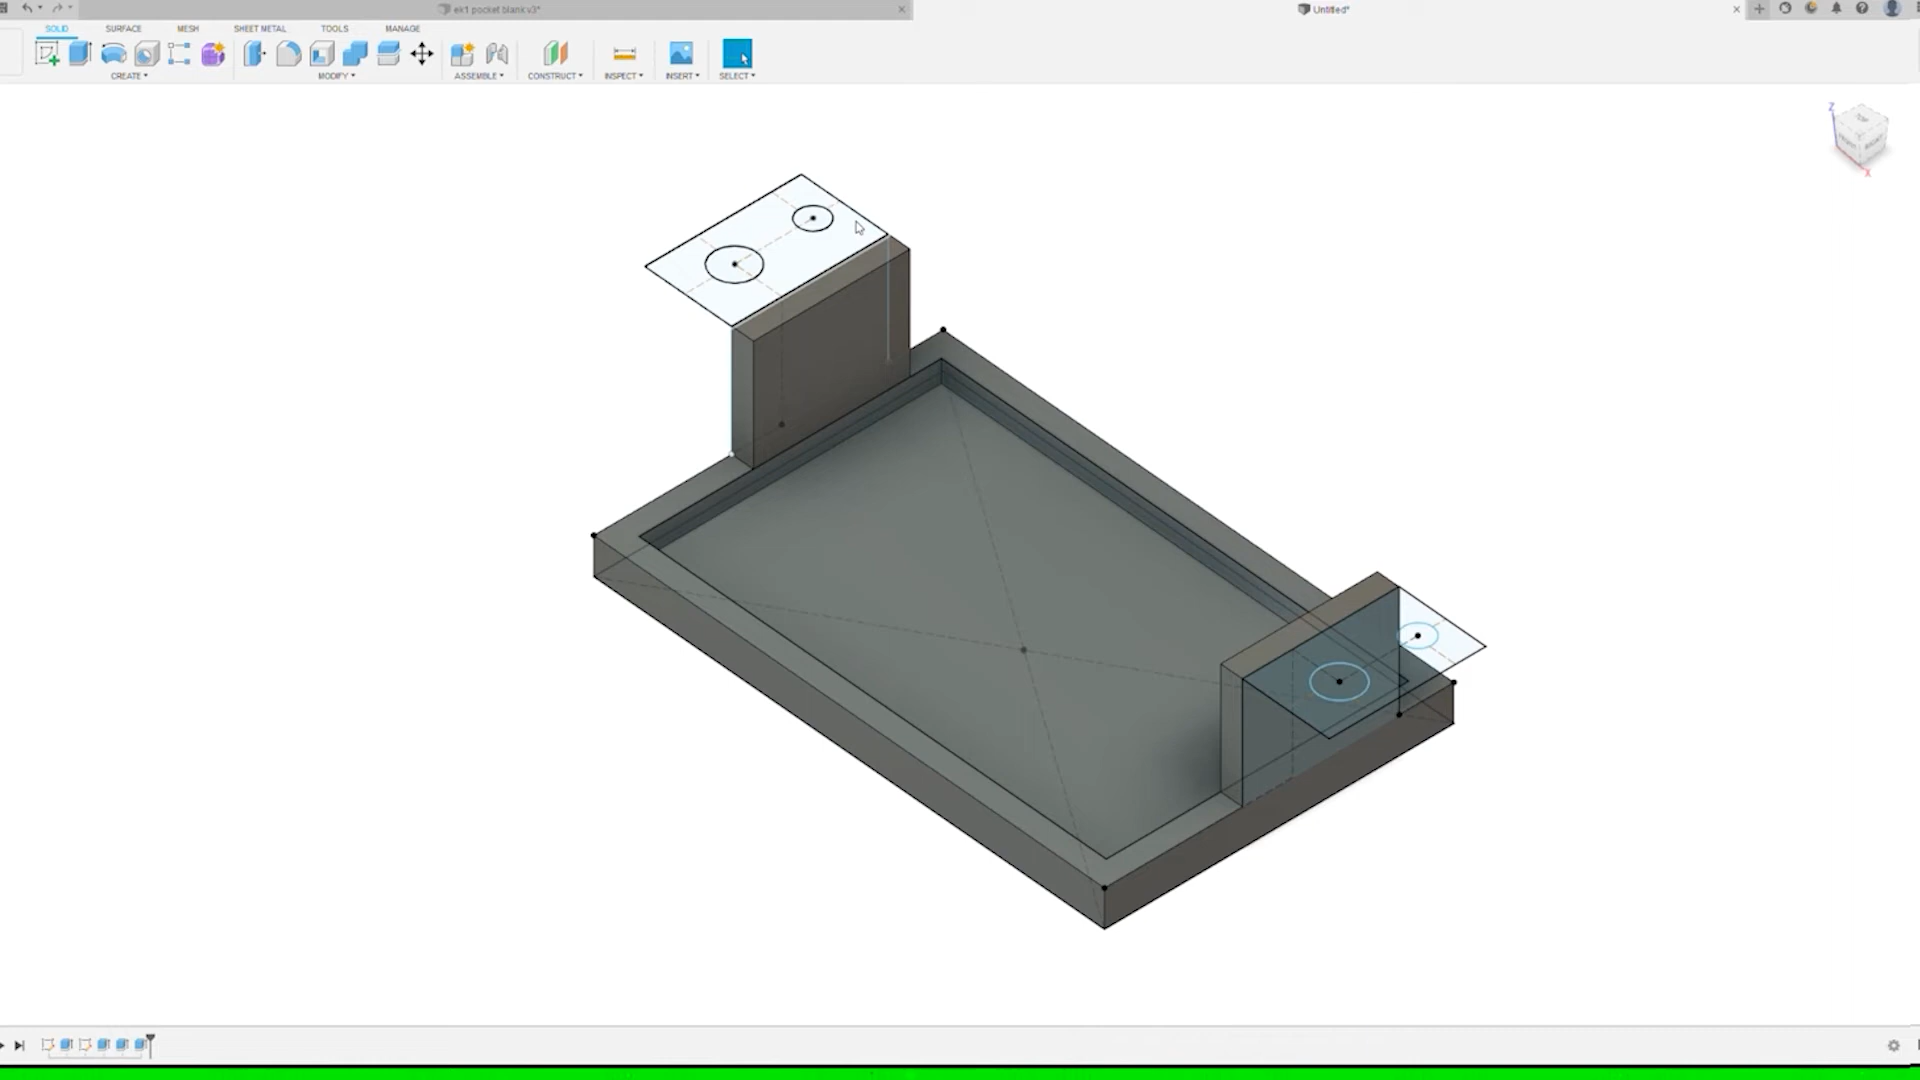 ek1 pocket blank v3*
Untitled*
SOLID
SURFACE
MESH
SHEET METAL
TOOLS
MANAGE
CREATE
MODIFY
ASSEMBLE
CONSTRUCT
INSPECT
INSERT
SELECT
Z
X